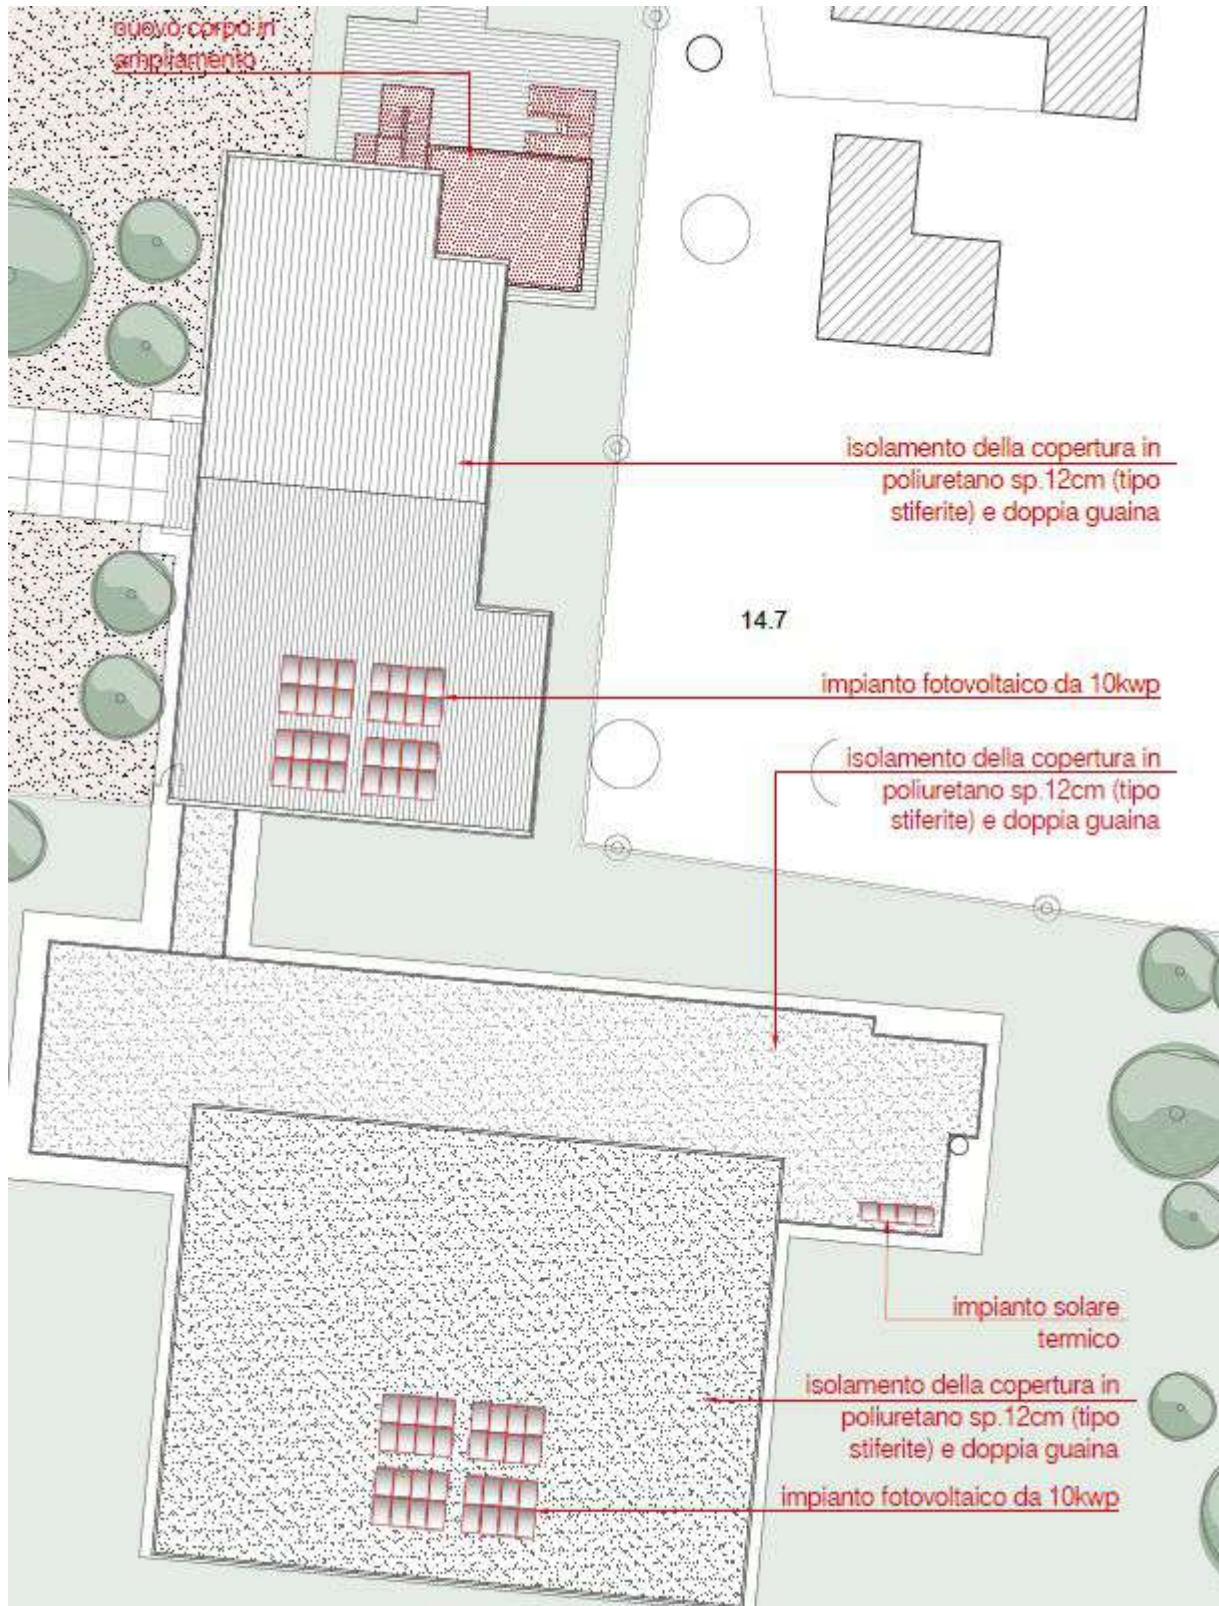 nuovo corpo in
ampliamento
isolamento della copertura in
poliuretano sp.12cm (tipo
stiferite) e doppia guaina
14.7
impianto fotovoltaico da 10kwp
isolamento della copertura in
poliuretano sp.12cm (tipo
stiferite) e doppia guaina
impianto solare
termico
isolamento della copertura in
poliuretano sp.12cm (tipo
stiferite) e doppia guaina
impianto fotovoltaico da 10kwp